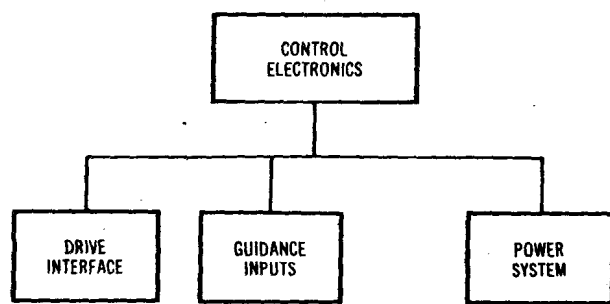 CONTROL
ELECTRONICS
DRIVE
INTERFACE
GUIDANCE
INPUTS
POWER
SYSTEM